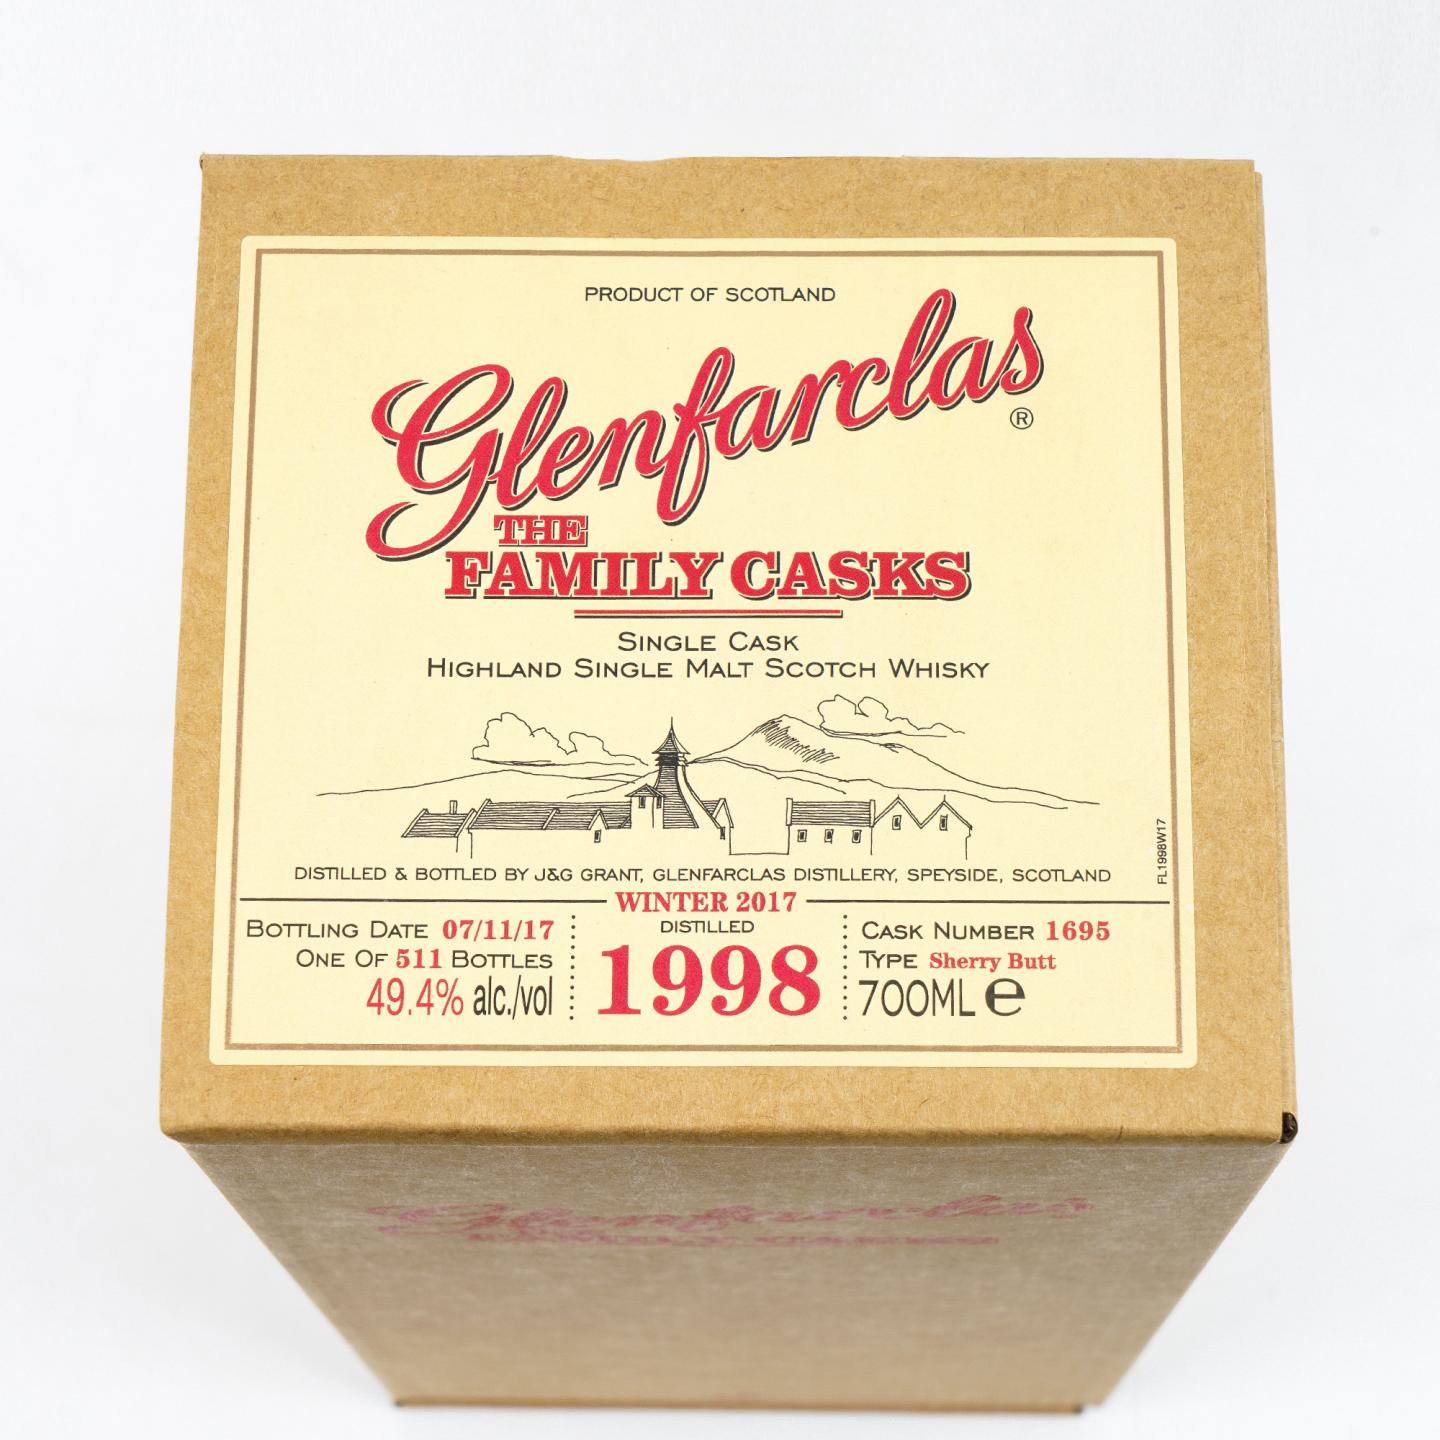 PRODUCT OF SCOTLAND
Glenfarclas
®
THE
FAMILY CASKS
SINGLE CASK
HIGHLAND SINGLE MALT SCOTCH WHISKY
FL1998W17
DISTILLED & BOTTLED BY J&G GRANT, GLENFARCLAS DISTILLERY, SPEYSIDE, SCOTLAND
WINTER 2017
BOTTLING DATE 07/11/17
ONE OF 511 BOTTLES
49.4% alc./vol
DISTILLED
1998
CASK NUMBER 1695
TYPE Sherry Butt
700ML e
Glenfarclas
FAMILY CASKS